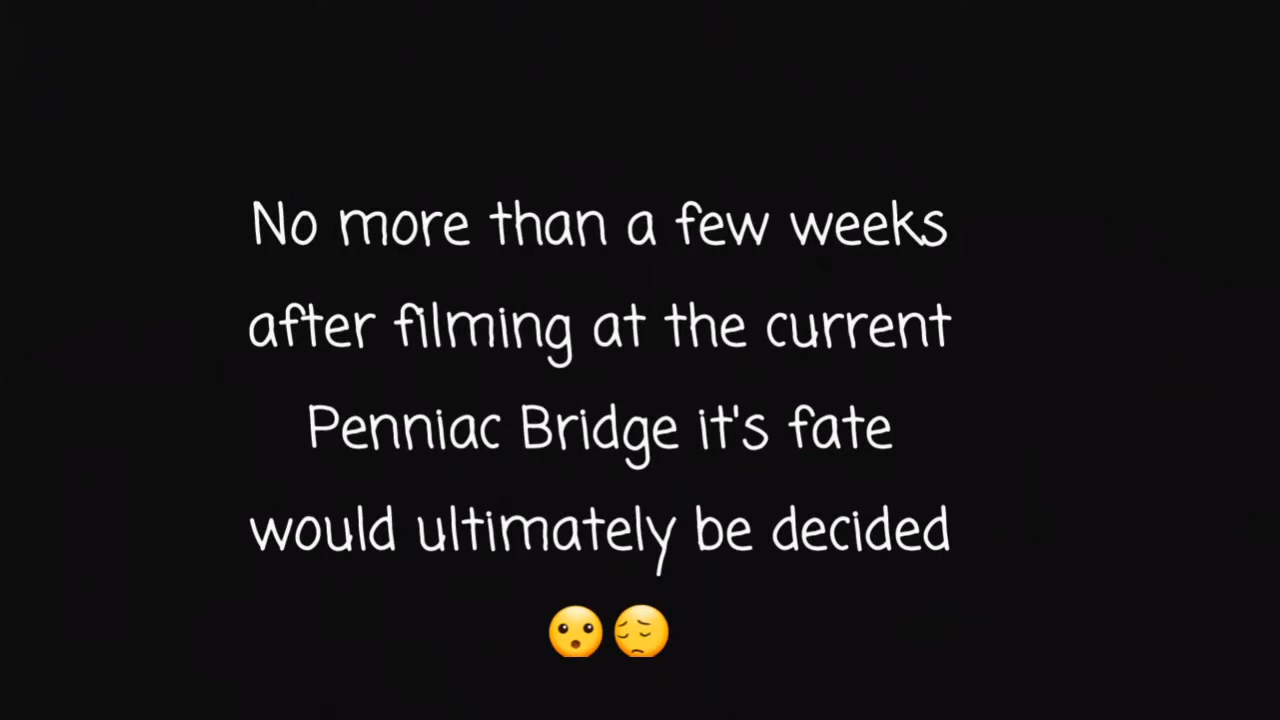 No more than a few weeks
after filming at the current
Penniac Bridge it's fate
would ultimately be decided
😮😔